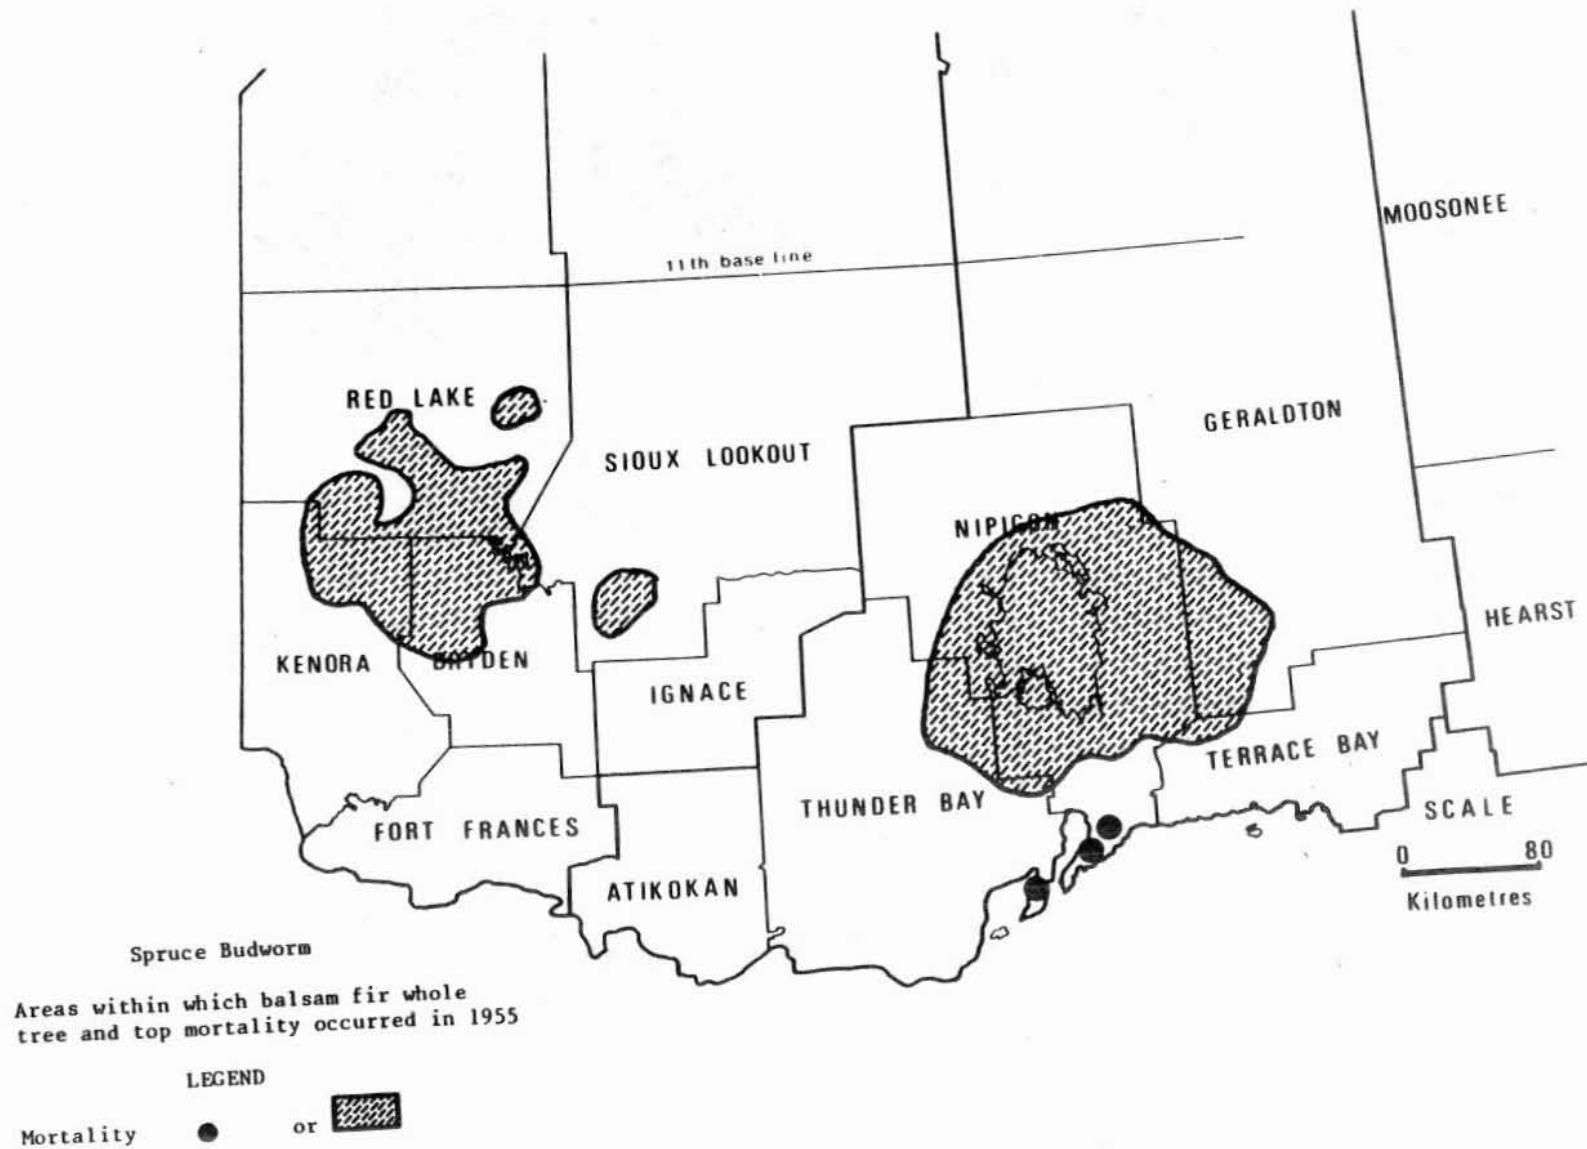 MOOSONEE
11th base line
RED LAKE
GERALDTON
SIOUX LOOKOUT
NIPIGON
HEARST
KENORA
DRYDEN
IGNACE
TERRACE BAY
THUNDER BAY
SCALE
FORT FRANCES
0 80
Kilometres
ATIKOKAN
Spruce Budworm
Areas within which balsam fir whole
tree and top mortality occurred in 1955
LEGEND
Mortality or